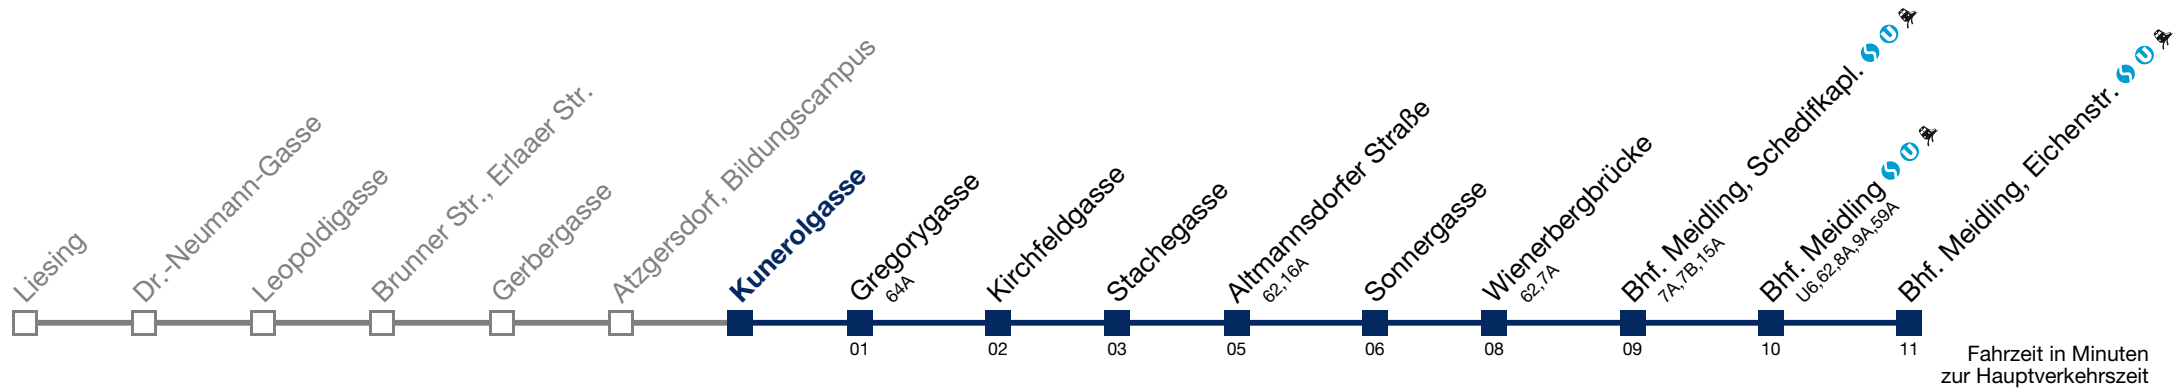 Liesing
Dr.-Neumann-Gasse
Leopoldigasse
Brunner Str., Erlaaer Str.
Gerbergasse
Atzgersdorf, Bildungscampus
Kunerolgasse
Gregorygasse
64A
Kirchfeldgasse
Stachegasse
Altmannsdorfer Straße
62,16A
Sonnergasse
Wienerbergbrücke
62,7A
Bhf. Meidling, Schedifkapl.
7A,7B,15A
Bhf. Meidling
U6,62,8A,9A,59A
Bhf. Meidling, Eichenstr.
01
02
03
05
06
08
09
10
11
Fahrzeit in Minuten
zur Hauptverkehrszeit